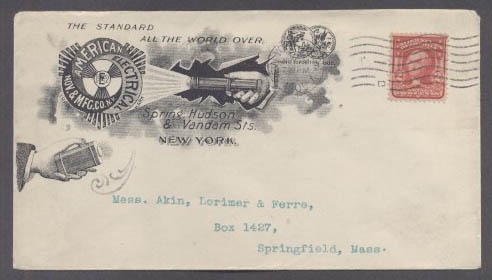 THE STANDARD
ALL THE WORLD OVER.
AMERICAN ELECTRICAL
NOV. & MFG. CO. N.Y.
E
Spring, Hudson
& Vandam Sts.
NEW YORK.
Mess. Akin, Lorimer & Ferre,
Box 1427,
Springfield, Mass.